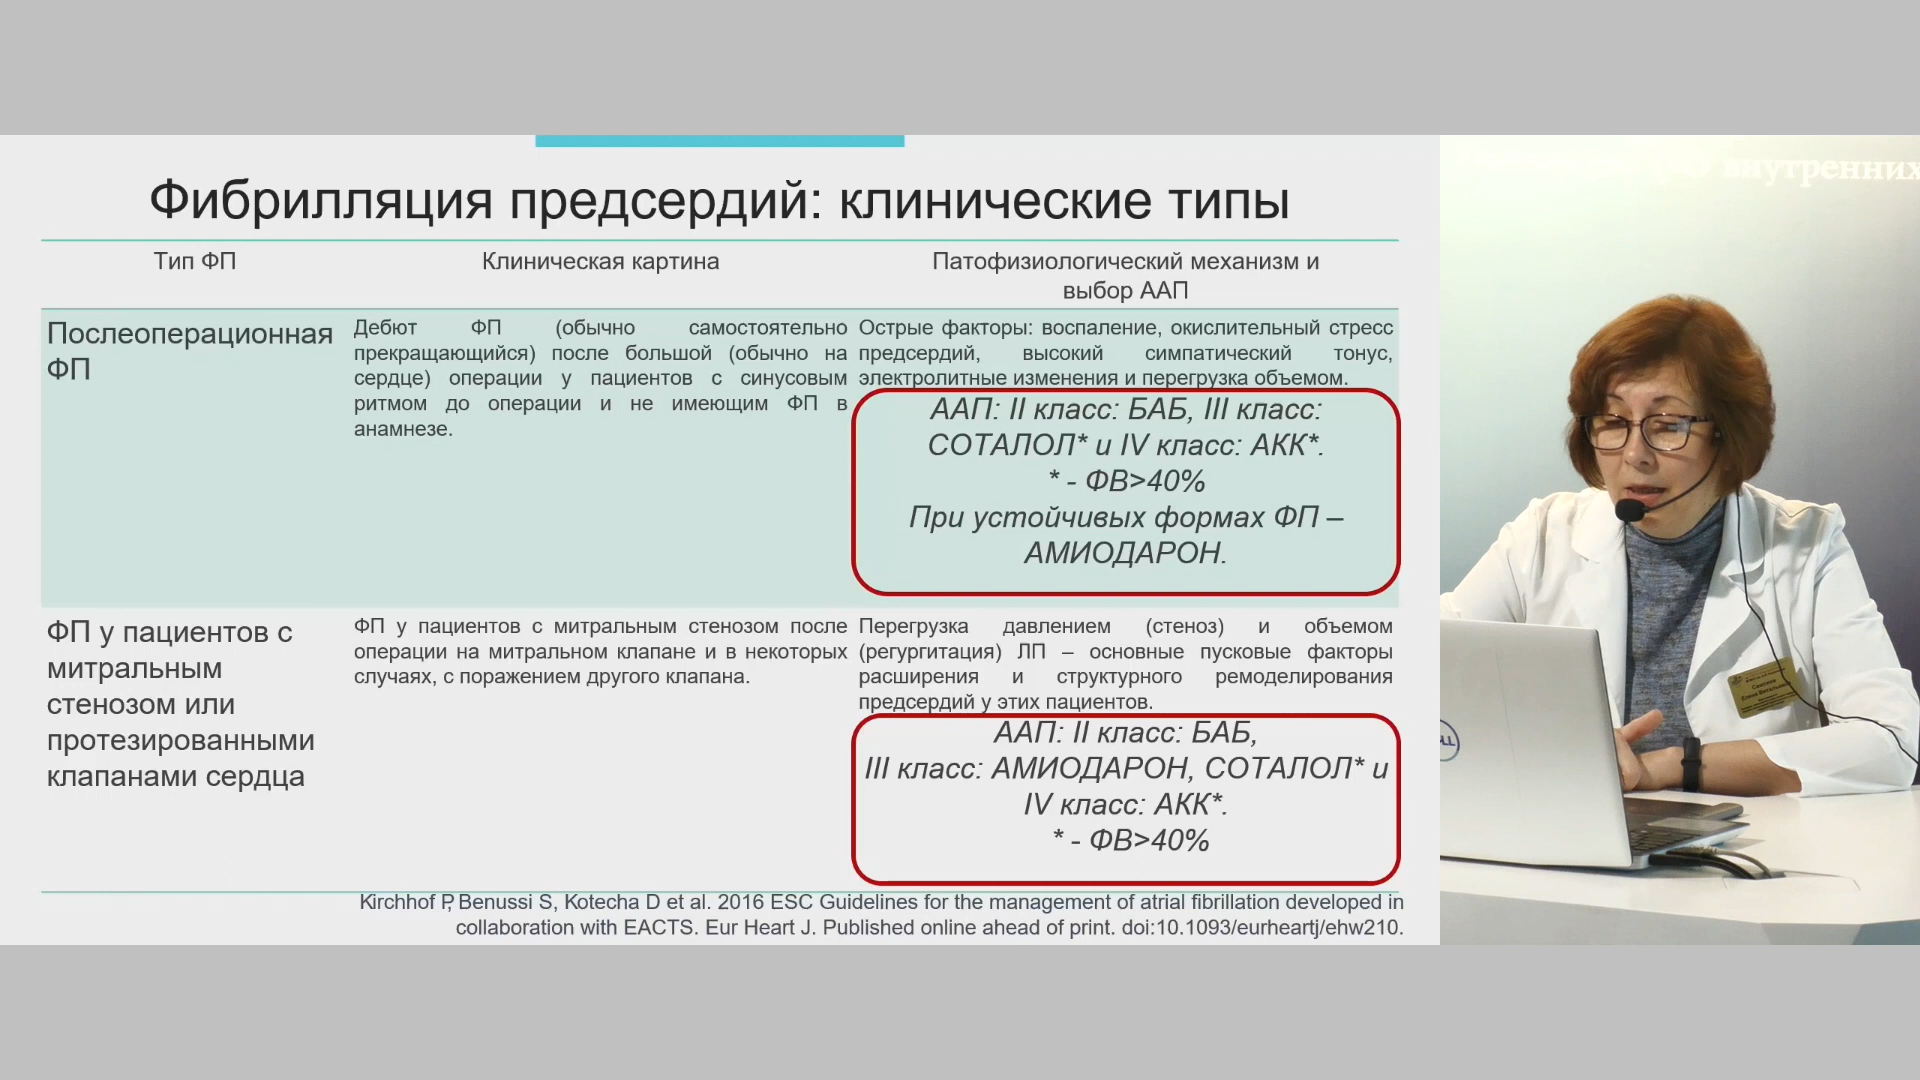 Фибрилляция предсердий: клинические типы
Тип ФП
Клиническая картина
Патофизиологический механизм и
выбор ААП
Послеоперационная
ФП
Дебют ФП (обычно самостоятельно
прекращающийся) после большой (обычно на
сердце) операции у пациентов с синусовым
ритмом до операции и не имеющим ФП в
анамнезе.
Острые факторы: воспаление, окислительный стресс
предсердий, высокий симпатический тонус,
электролитные изменения и перегрузка объемом.
ААП: II класс: БАБ, III класс:
СОТАЛОЛ* и IV класс: АКК*.
* - ФВ>40%
При устойчивых формах ФП –
АМИОДАРОН.
ФП у пациентов с
митральным
стенозом или
протезированными
клапанами сердца
ФП у пациентов с митральным стенозом после
операции на митральном клапане и в некоторых
случаях, с поражением другого клапана.
Перегрузка давлением (стеноз) и объемом
(регургитация) ЛП – основные пусковые факторы
расширения и структурного ремоделирования
предсердий у этих пациентов.
ААП: II класс: БАБ,
III класс: АМИОДАРОН, СОТАЛОЛ* и
IV класс: АКК*.
* - ФВ>40%
Kirchhof P, Benussi S, Kotecha D et al. 2016 ESC Guidelines for the management of atrial fibrillation developed in
collaboration with EACTS. Eur Heart J. Published online ahead of print. doi:10.1093/eurheartj/ehw210.
внутренних